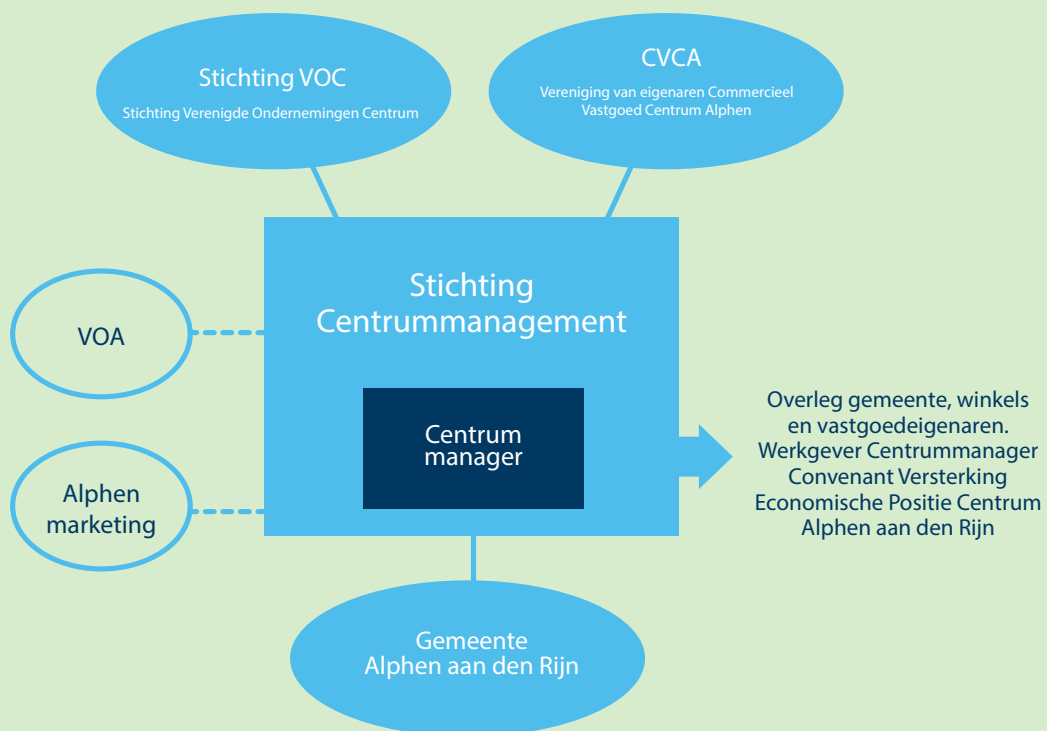 Stichting VOC
Stichting Verenigde Ondernemingen Centrum
CVCA
Vereniging van eigenaren Commercieel
Vastgoed Centrum Alphen
Stichting
Centrummanagement
VOA
Centrum
manager
Alphen
marketing
Overleg gemeente, winkels
en vastgoedeigenaren.
Werkgever Centrummanager
Convenant Versterking
Economische Positie Centrum
Alphen aan den Rijn
Gemeente
Alphen aan den Rijn